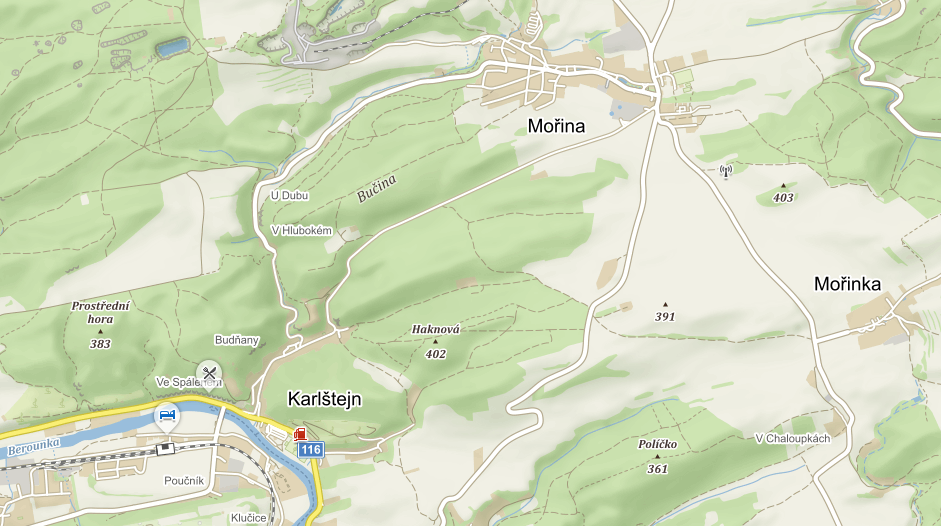 Mořina
Bučina
U Dubu
403
V Hlubokém
Mořinka
Prostřední
hora
383
391
Haknová
402
Budňany
Ve Spáleném
Karlštejn
116
Berounka
V Chaloupkách
Políčko
361
Poučník
Klučice